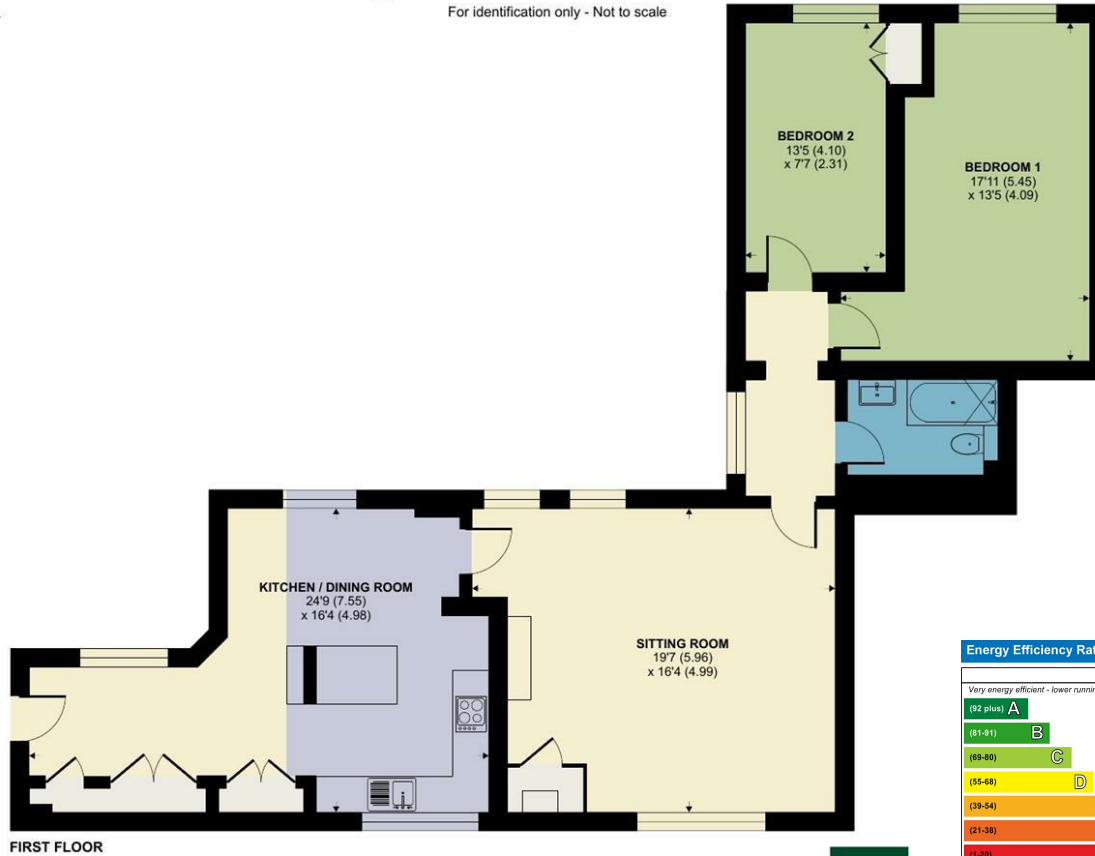 For identification only - Not to scale
BEDROOM 2
13'5 (4.10)
x 7'7 (2.31)
BEDROOM 1
17'11 (5.45)
x 13'5 (4.09)
KITCHEN / DINING ROOM
24'9 (7.55)
x 16'4 (4.98)
SITTING ROOM
19'7 (5.96)
x 16'4 (4.99)
FIRST FLOOR
Energy Efficiency Rat
Very energy efficient - lower runnin
(92 plus) A
(81-91) B
(69-80) C
(55-68) D
(39-54)
(21-38)
(1-20)